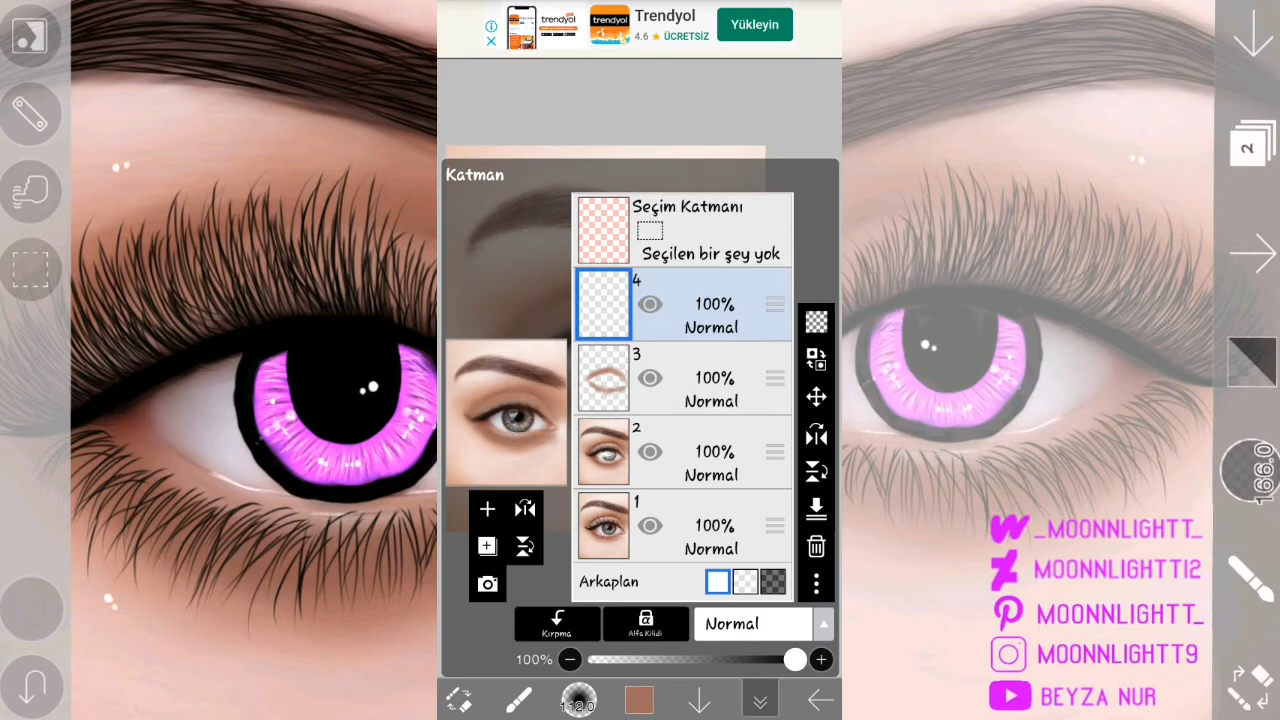 trendyol
trendyol
Trendyol
4.6 ★ ÜCRETSİZ
Yükleyin
Katman
Seçim Katmanı
Seçilen bir şey yok
4
100%
Normal
3
100%
Normal
2
100%
Normal
1
100%
Normal
Arkaplan
Kırpma
Alfa Kilidi
Normal
100%
112.0
2
166.0
_MOONNLIGHTT_
MOONNLIGHTT12
MOONNLIGHTT_
MOONNLIGHTT9
BEYZA NUR